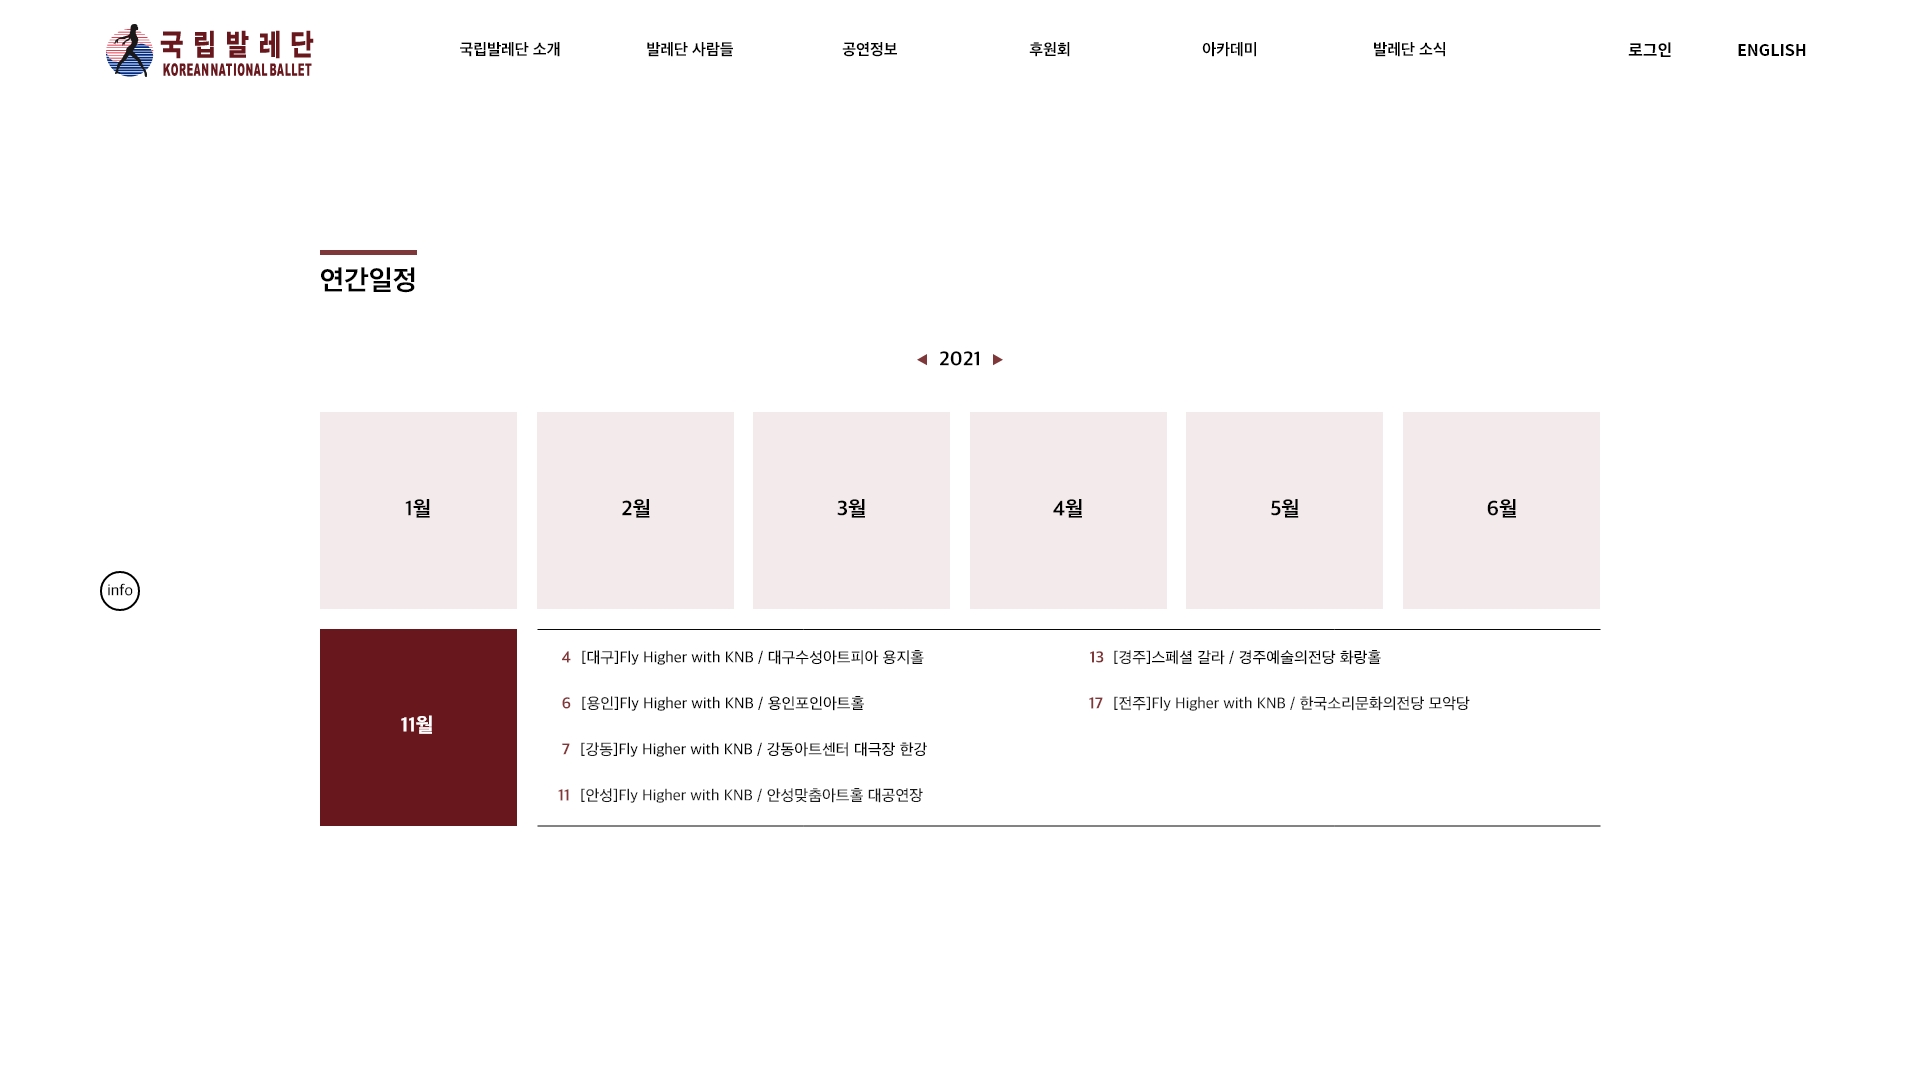 국립발레단
KOREAN NATIONAL BALLET
국립발레단 소개
발레단 사람들
공연정보
후원회
아카데미
발레단 소식
로그인
ENGLISH
연간일정
◀ 2021 ▶
1월
2월
3월
4월
5월
6월
info
11월
4 [대구]Fly Higher with KNB / 대구수성아트피아 용지홀
6 [용인]Fly Higher with KNB / 용인포인아트홀
7 [강동]Fly Higher with KNB / 강동아트센터 대극장 한강
11 [안성]Fly Higher with KNB / 안성맞춤아트홀 대공연장
13 [경주]스페셜 갈라 / 경주예술의전당 화랑홀
17 [전주]Fly Higher with KNB / 한국소리문화의전당 모악당